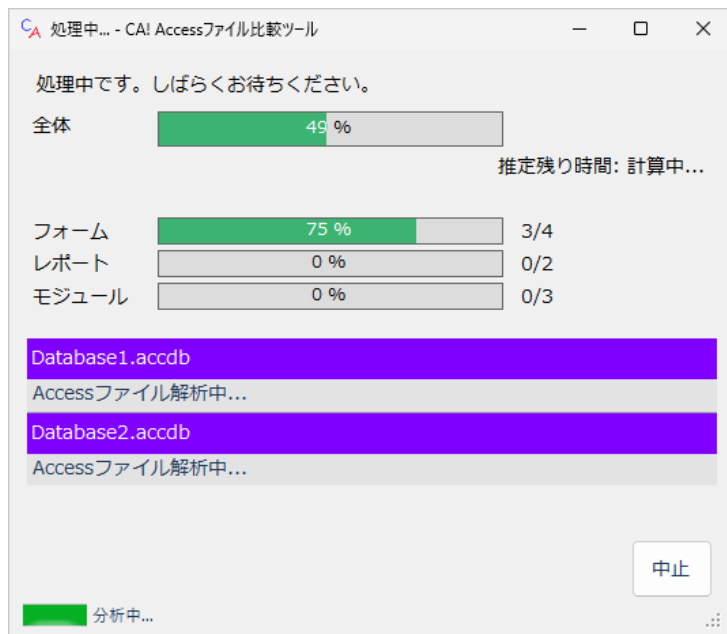 CA 処理中... - CA! Accessファイル比較ツール
処理中です。しばらくお待ちください。
全体 49 %
推定残り時間: 計算中...
フォーム 75 % 3/4
レポート 0 % 0/2
モジュール 0 % 0/3
Database1.accdb
Accessファイル解析中...
Database2.accdb
Accessファイル解析中...
中止
分析中...